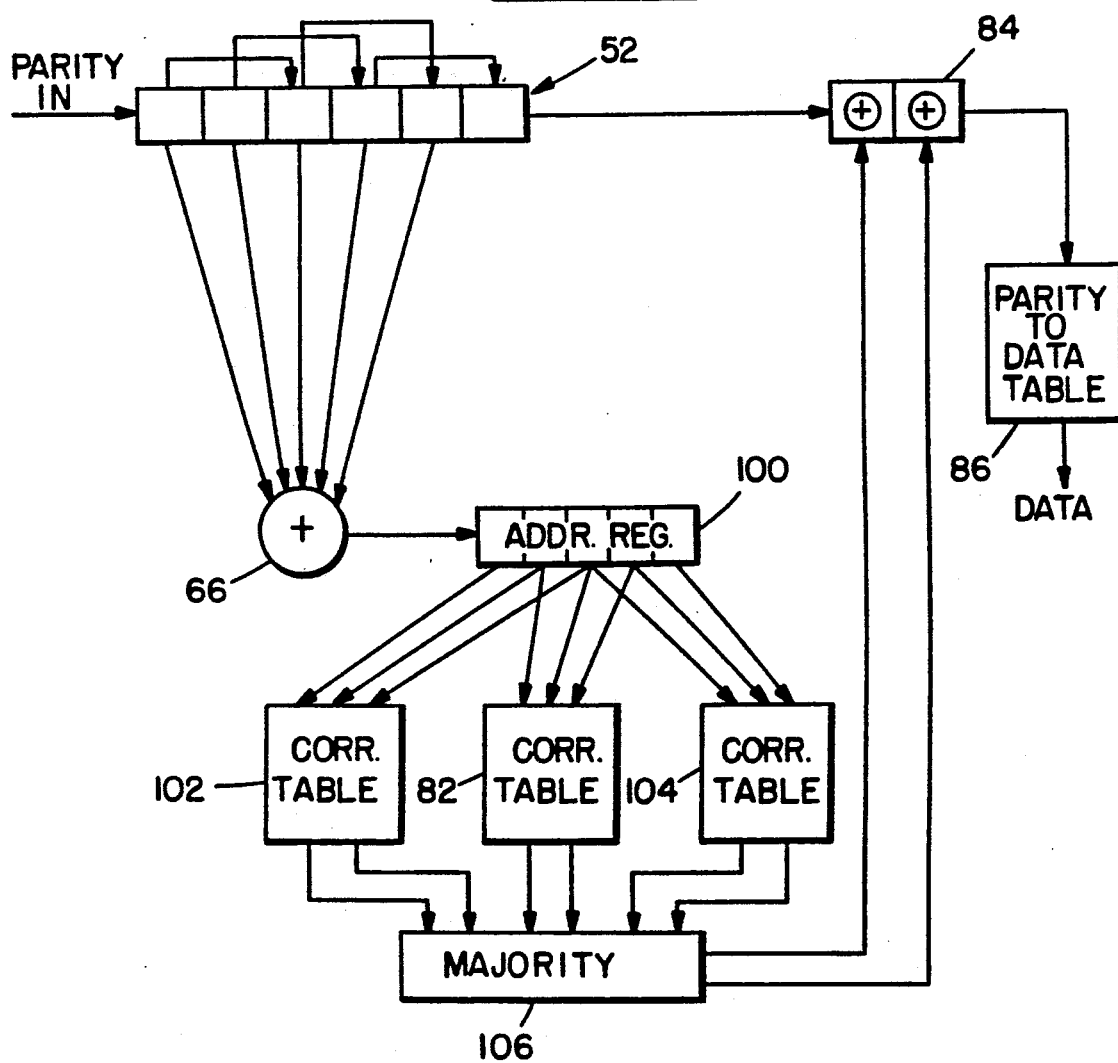 84
52
PARITY
IN
PARITY
TO
DATA
TABLE
86
DATA
100
ADDR. REG.
+
66
CORR.
TABLE
102
CORR.
TABLE
82
CORR.
TABLE
104
MAJORITY
106